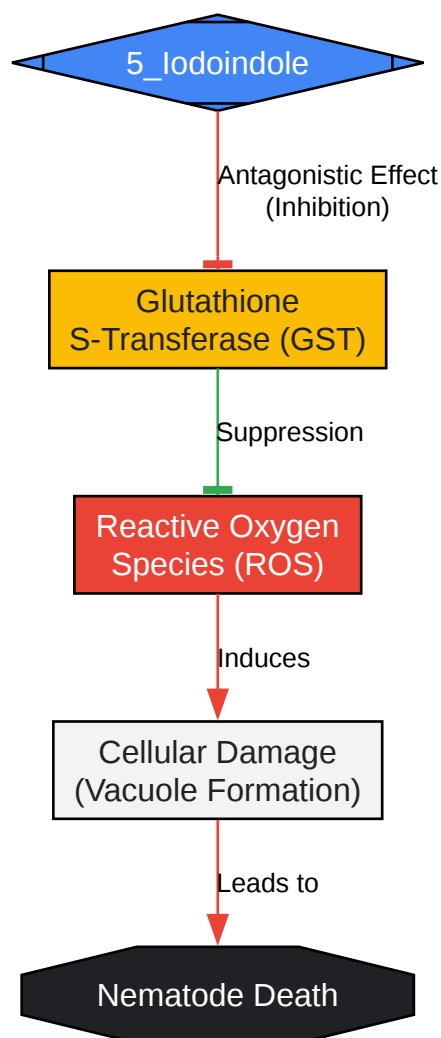 5_Iodoindole
Antagonistic Effect
(Inhibition)
Glutathione
S-Transferase (GST)
Suppression
Reactive Oxygen
Species (ROS)
Induces
Cellular Damage
(Vacuole Formation)
Leads to
Nematode Death